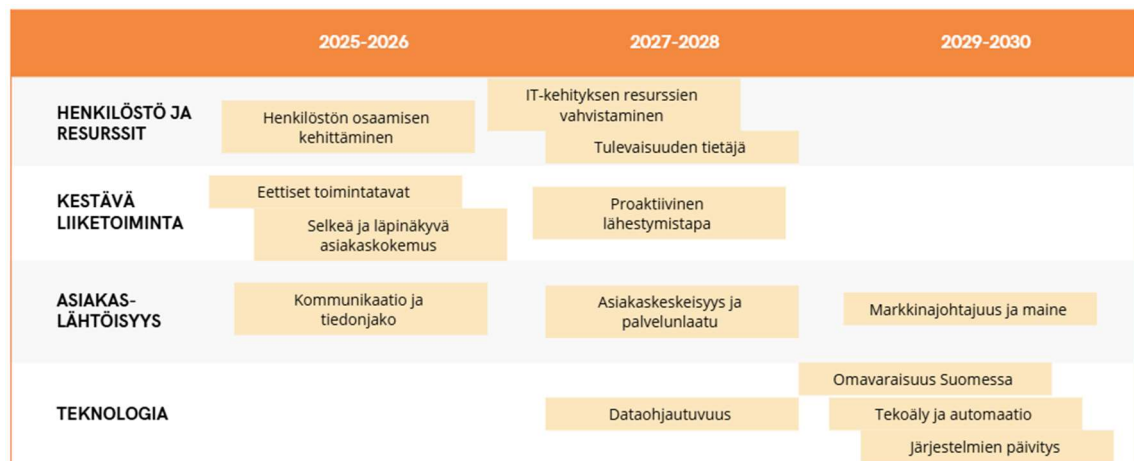 2025-2026
2027-2028
2029-2030
HENKILÖSTÖ JA
RESURSSIT
Henkilöstön osaamisen
kehittäminen
IT-kehityksen resurssien
vahvistaminen
Tulevaisuuden tietäjä
KESTÄVÄ
LIIKETOIMINTA
Eettiset toimintatavat
Selkeä ja läpinäkyvä
asiakaskokemus
Proaktiivinen
lähestymistapa
ASIAKAS-
LÄHTÖISYYS
Kommunikaatio ja
tiedonjako
Asiakaskeskeisyys ja
palvelunlaatu
Markkinajohtajuus ja maine
TEKNOLOGIA
Dataohjautuvuus
Omavaraisuus Suomessa
Tekoäly ja automaatio
Järjestelmien päivitys